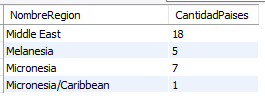 NombreRegion CantidadPaises
Middle East 18
Melanesia 5
Micronesia 7
Micronesia/Caribbean 1